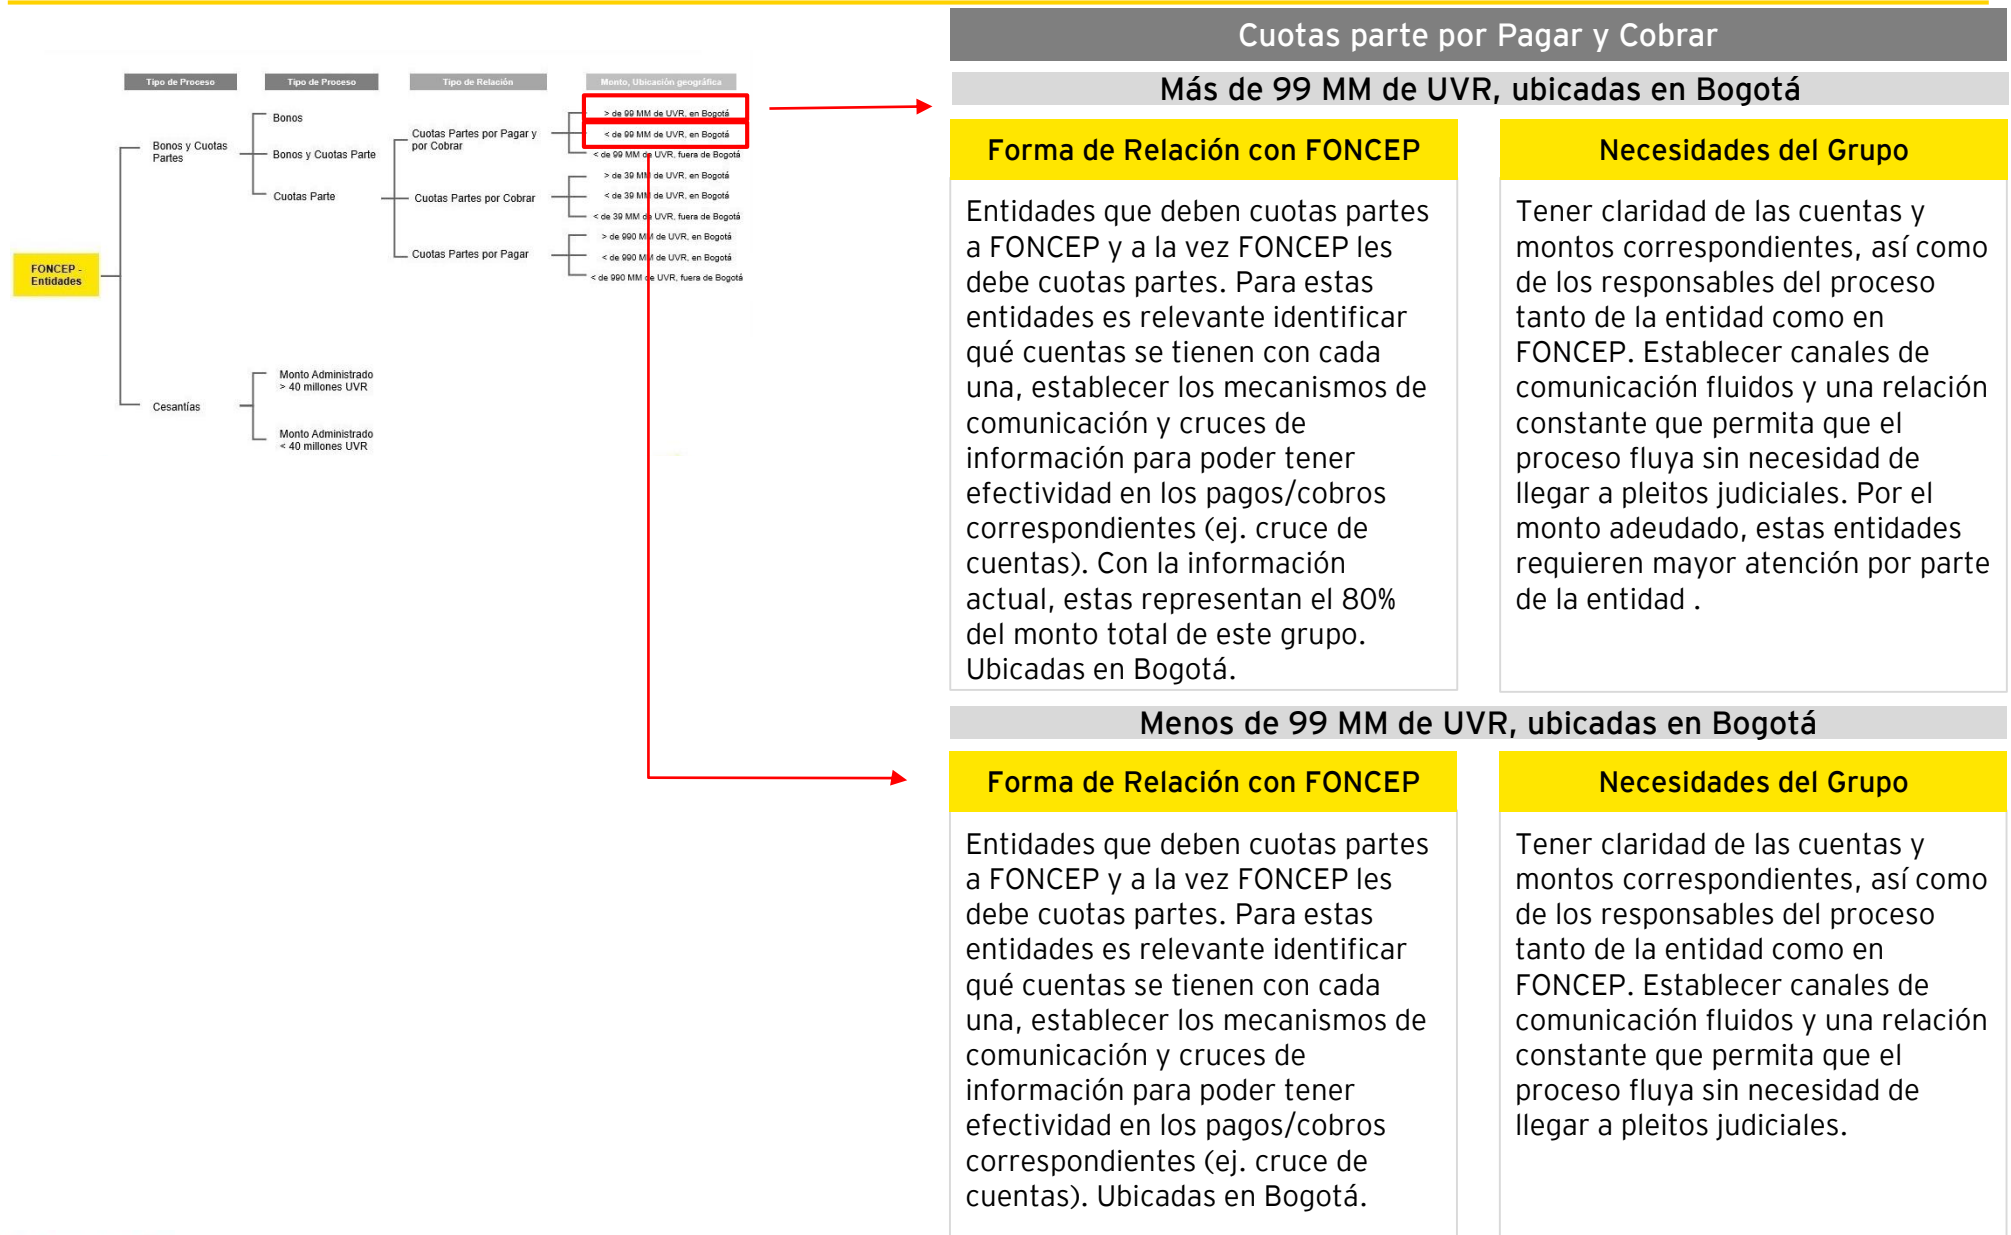 Tipo de Proceso
Tipo de Proceso
Tipo de Relación
Monto, Ubicación geográfica
FONCEP -
Entidades
Bonos y Cuotas
Partes
Bonos
Bonos y Cuotas Parte
Cuotas Parte
Cuotas Partes por Pagar y
por Cobrar
> de 99 MM de UVR, en Bogotá
< de 99 MM de UVR, en Bogotá
< de 99 MM de UVR, fuera de Bogotá
Cuotas Partes por Cobrar
> de 39 MM de UVR, en Bogotá
< de 39 MM de UVR, en Bogotá
< de 39 MM de UVR, fuera de Bogotá
Cuotas Partes por Pagar
> de 990 MM de UVR, en Bogotá
< de 990 MM de UVR, en Bogotá
< de 990 MM de UVR, fuera de Bogotá
Cesantías
Monto Administrado
> 40 millones UVR
Monto Administrado
< 40 millones UVR
Cuotas parte por Pagar y Cobrar
Más de 99 MM de UVR, ubicadas en Bogotá
Forma de Relación con FONCEP
Entidades que deben cuotas partes
a FONCEP y a la vez FONCEP les
debe cuotas partes. Para estas
entidades es relevante identificar
qué cuentas se tienen con cada
una, establecer los mecanismos de
comunicación y cruces de
información para poder tener
efectividad en los pagos/cobros
correspondientes (ej. cruce de
cuentas). Con la información
actual, estas representan el 80%
del monto total de este grupo.
Ubicadas en Bogotá.
Necesidades del Grupo
Tener claridad de las cuentas y
montos correspondientes, así como
de los responsables del proceso
tanto de la entidad como en
FONCEP. Establecer canales de
comunicación fluidos y una relación
constante que permita que el
proceso fluya sin necesidad de
llegar a pleitos judiciales. Por el
monto adeudado, estas entidades
requieren mayor atención por parte
de la entidad .
Menos de 99 MM de UVR, ubicadas en Bogotá
Forma de Relación con FONCEP
Entidades que deben cuotas partes
a FONCEP y a la vez FONCEP les
debe cuotas partes. Para estas
entidades es relevante identificar
qué cuentas se tienen con cada
una, establecer los mecanismos de
comunicación y cruces de
información para poder tener
efectividad en los pagos/cobros
correspondientes (ej. cruce de
cuentas). Ubicadas en Bogotá.
Necesidades del Grupo
Tener claridad de las cuentas y
montos correspondientes, así como
de los responsables del proceso
tanto de la entidad como en
FONCEP. Establecer canales de
comunicación fluidos y una relación
constante que permita que el
proceso fluya sin necesidad de
llegar a pleitos judiciales.